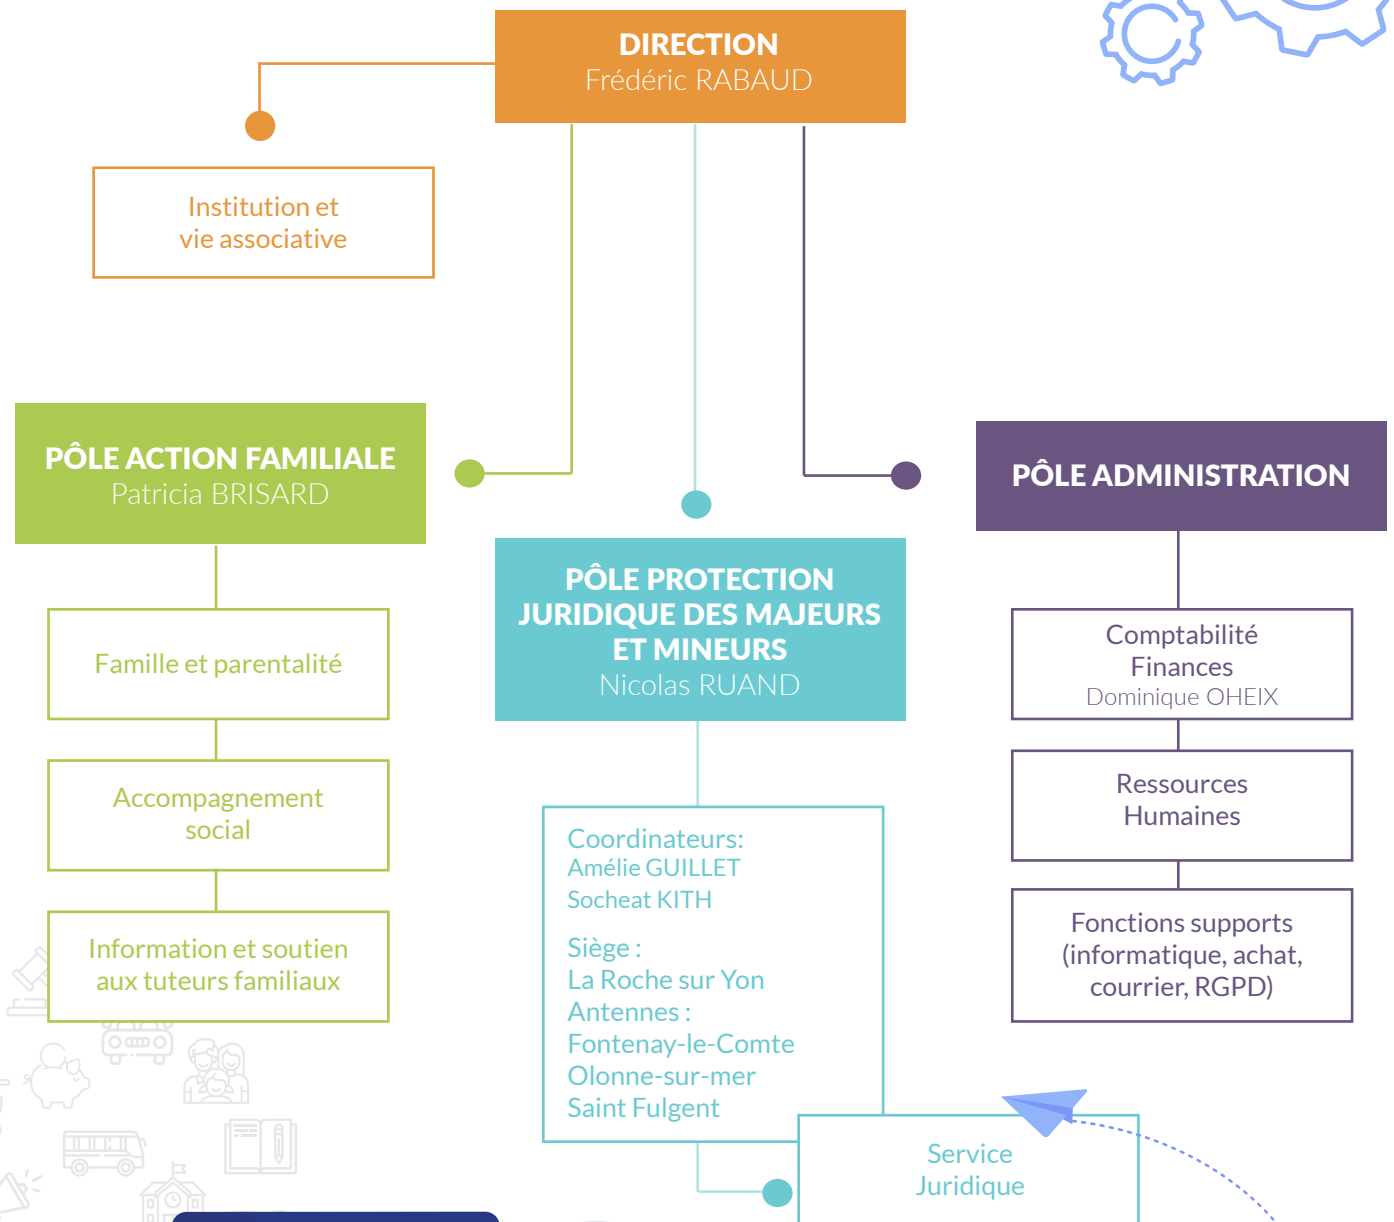 DIRECTION
Frédéric RABAUD
Institution et
vie associative
PÔLE ACTION FAMILIALE
Patricia BRISARD
Famille et parentalité
Accompagnement
social
Information et soutien
aux tuteurs familiaux
PÔLE PROTECTION
JURIDIQUE DES MAJEURS
ET MINEURS
Nicolas RUAND
Coordinateurs:
Amélie GUILLET
Socheat KITH
Siège :
La Roche sur Yon
Antennes :
Fontenay-le-Comte
Olonne-sur-mer
Saint Fulgent
Service
Juridique
PÔLE ADMINISTRATION
Comptabilité
Finances
Dominique OHEIX
Ressources
Humaines
Fonctions supports
(informatique, achat,
courrier, RGPD)